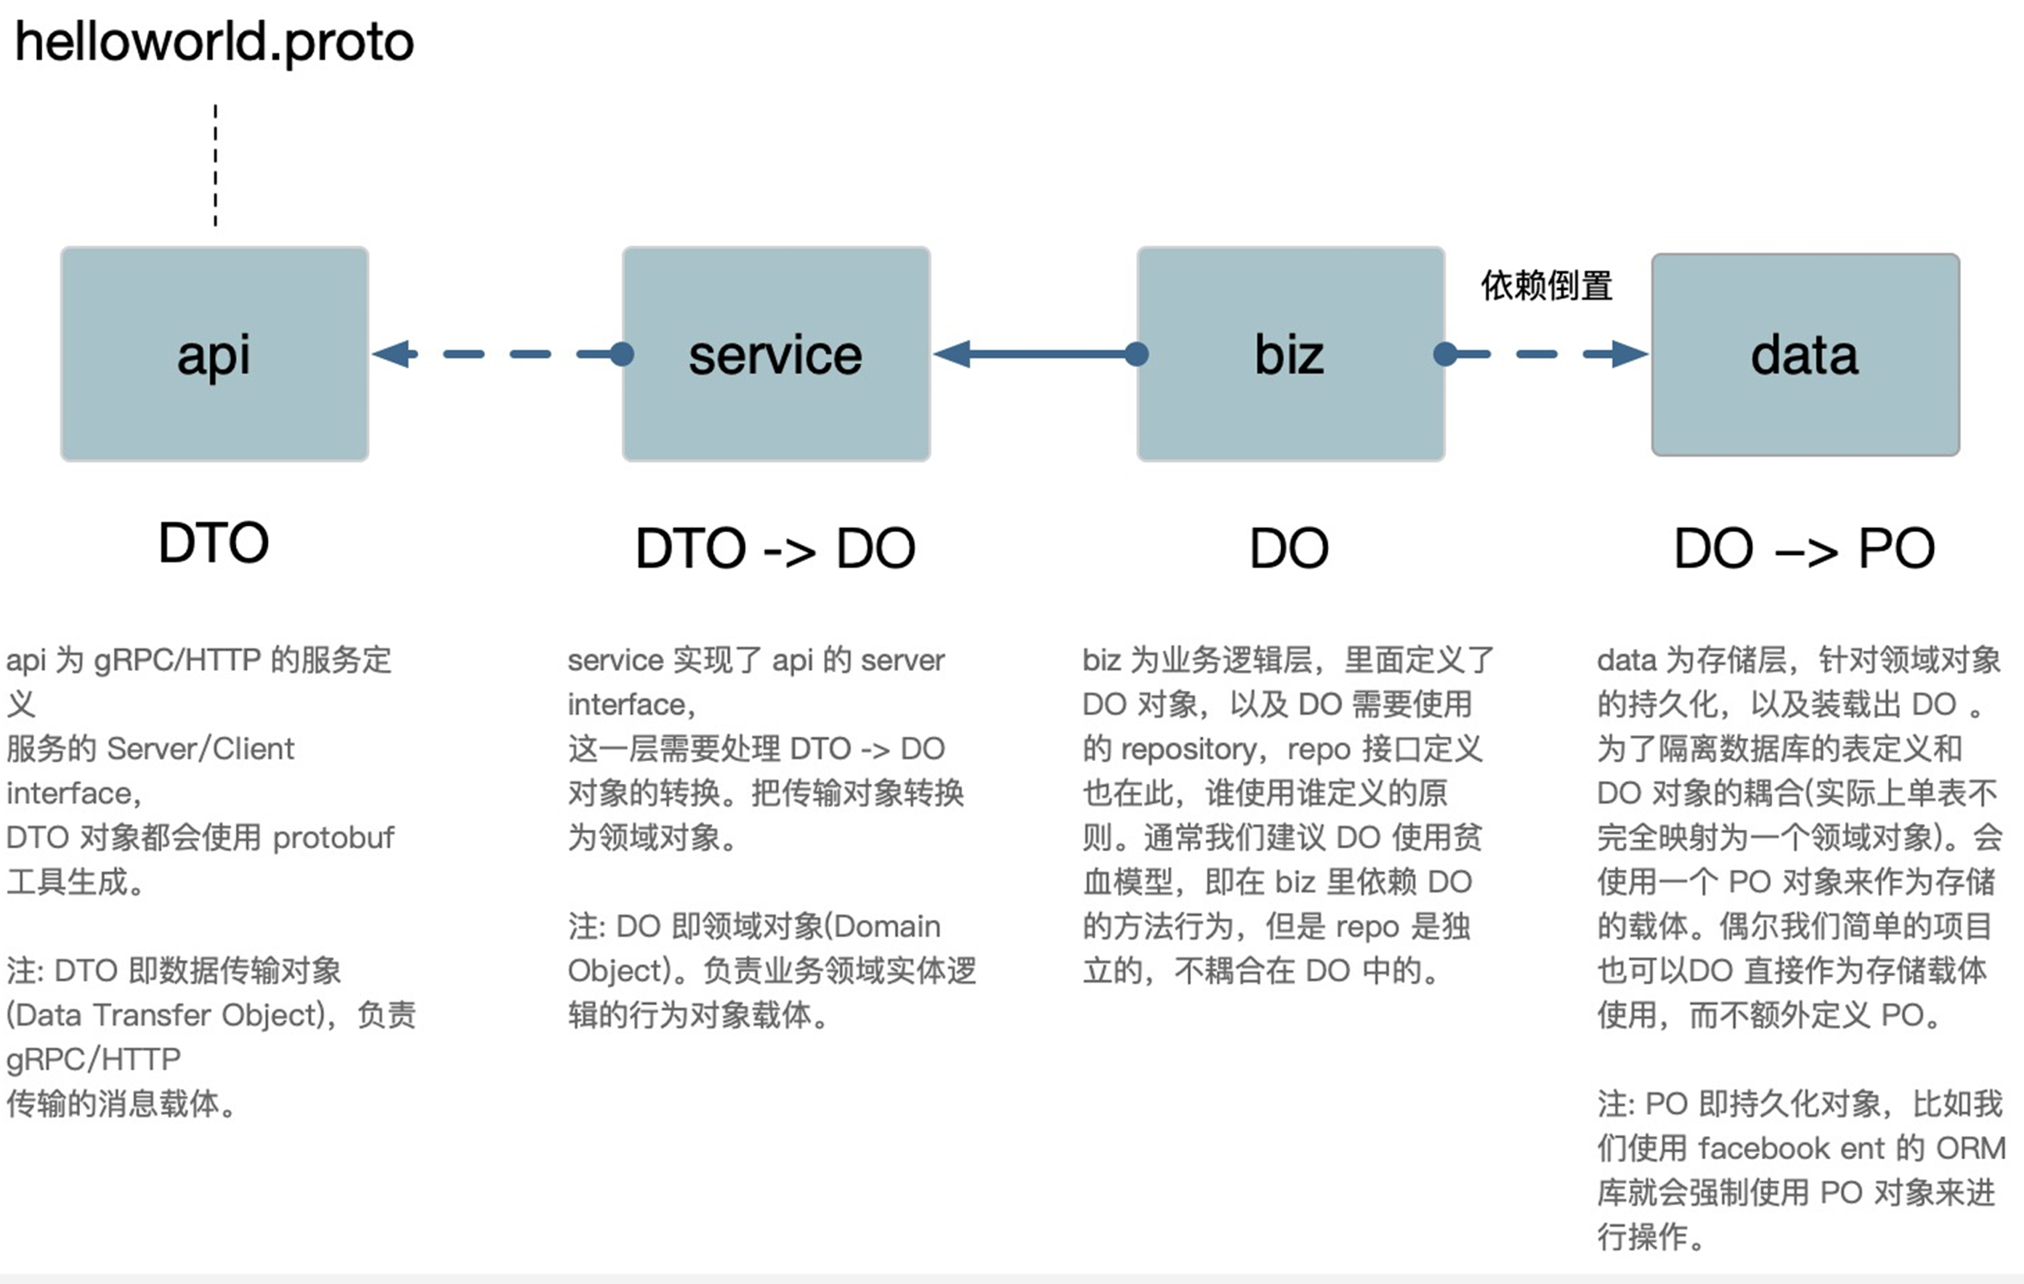 helloworld.proto
api
service
biz
依赖倒置
data
DTO
DTO -> DO
DO
DO –> PO
api 为 gRPC/HTTP 的服务定
义
服务的 Server/Client
interface，
DTO 对象都会使用 protobuf
工具生成。
注: DTO 即数据传输对象
(Data Transfer Object)，负责
gRPC/HTTP
传输的消息载体。
service 实现了 api 的 server
interface，
这一层需要处理 DTO -> DO
对象的转换。把传输对象转换
为领域对象。
注: DO 即领域对象(Domain
Object)。负责业务领域实体逻
辑的行为对象载体。
biz 为业务逻辑层，里面定义了
DO 对象，以及 DO 需要使用
的 repository，repo 接口定义
也在此，谁使用谁定义的原
则。通常我们建议 DO 使用贫
血模型，即在 biz 里依赖 DO
的方法行为，但是 repo 是独
立的，不耦合在 DO 中的。
data 为存储层，针对领域对象
的持久化，以及装载出 DO 。
为了隔离数据库的表定义和
DO 对象的耦合(实际上单表不
完全映射为一个领域对象)。会
使用一个 PO 对象来作为存储
的载体。偶尔我们简单的项目
也可以DO 直接作为存储载体
使用，而不额外定义 PO。
注: PO 即持久化对象，比如我
们使用 facebook ent 的 ORM
库就会强制使用 PO 对象来进
行操作。